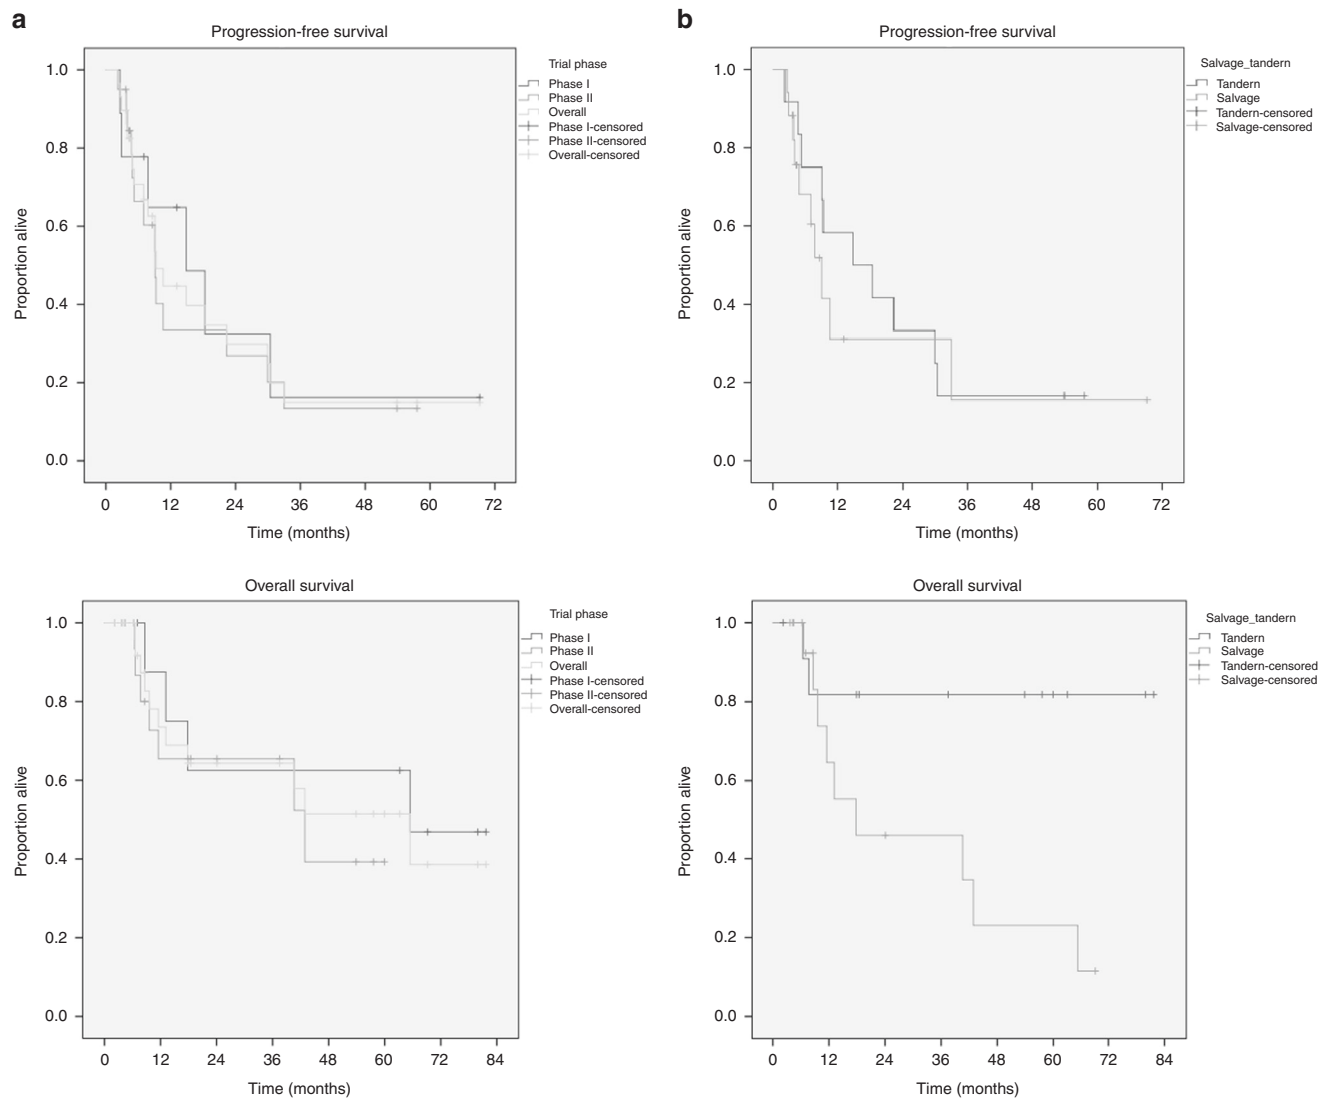 a
Progression-free survival
Proportion alive
1.0
0.8
0.6
0.4
0.2
0.0
0 12 24 36 48 60 72
Time (months)
Trial phase
Phase I
Phase II
Overall
Phase I-censored
Phase II-censored
Overall-censored
b
Progression-free survival
Proportion alive
1.0
0.8
0.6
0.4
0.2
0.0
0 12 24 36 48 60 72
Time (months)
Salvage_tandern
Tandern
Salvage
Tandern-censored
Salvage-censored
Overall survival
Proportion alive
1.0
0.8
0.6
0.4
0.2
0.0
0 12 24 36 48 60 72 84
Time (months)
Trial phase
Phase I
Phase II
Overall
Phase I-censored
Phase II-censored
Overall-censored
Overall survival
Proportion alive
1.0
0.8
0.6
0.4
0.2
0.0
0 12 24 36 48 60 72 84
Time (months)
Salvage_tandern
Tandern
Salvage
Tandern-censored
Salvage-censored